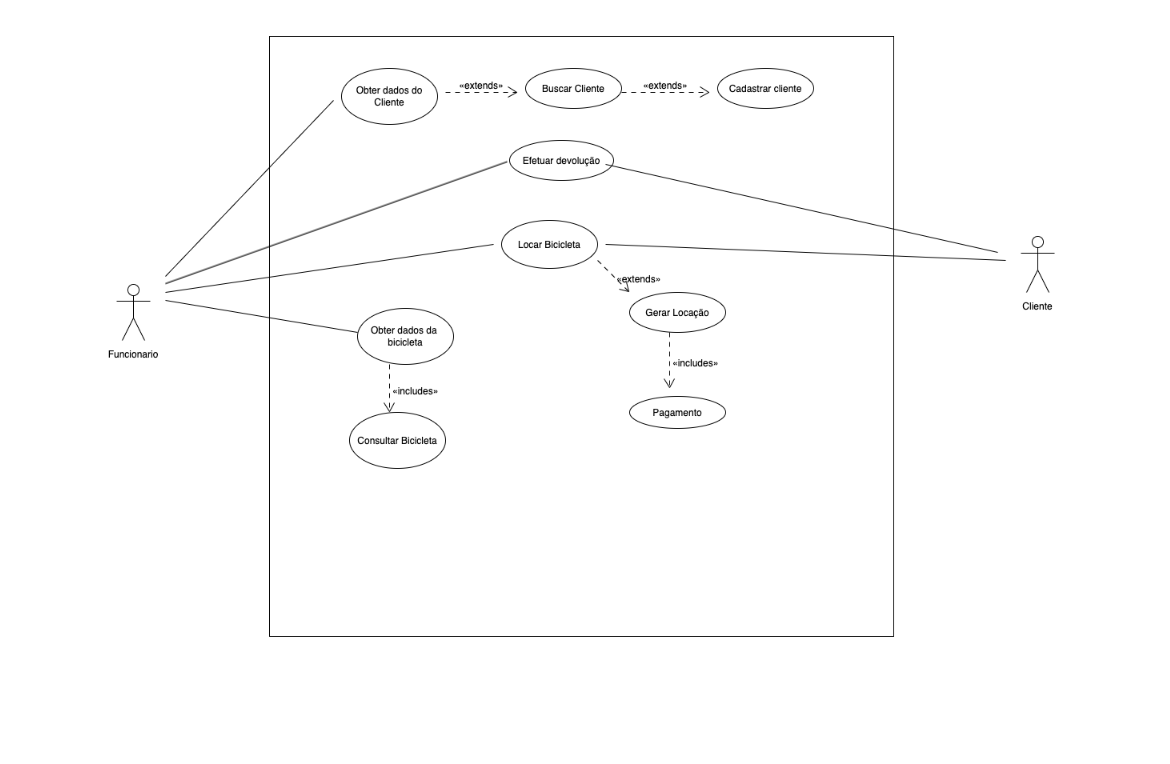 Obter dados do
Cliente
«extends»
Buscar Cliente
«extends»
Cadastrar cliente
Efetuar devolução
Locar Bicicleta
«extends»
Gerar Locação
Cliente
Funcionario
Obter dados da
bicicleta
«includes»
«includes»
Pagamento
Consultar Bicicleta